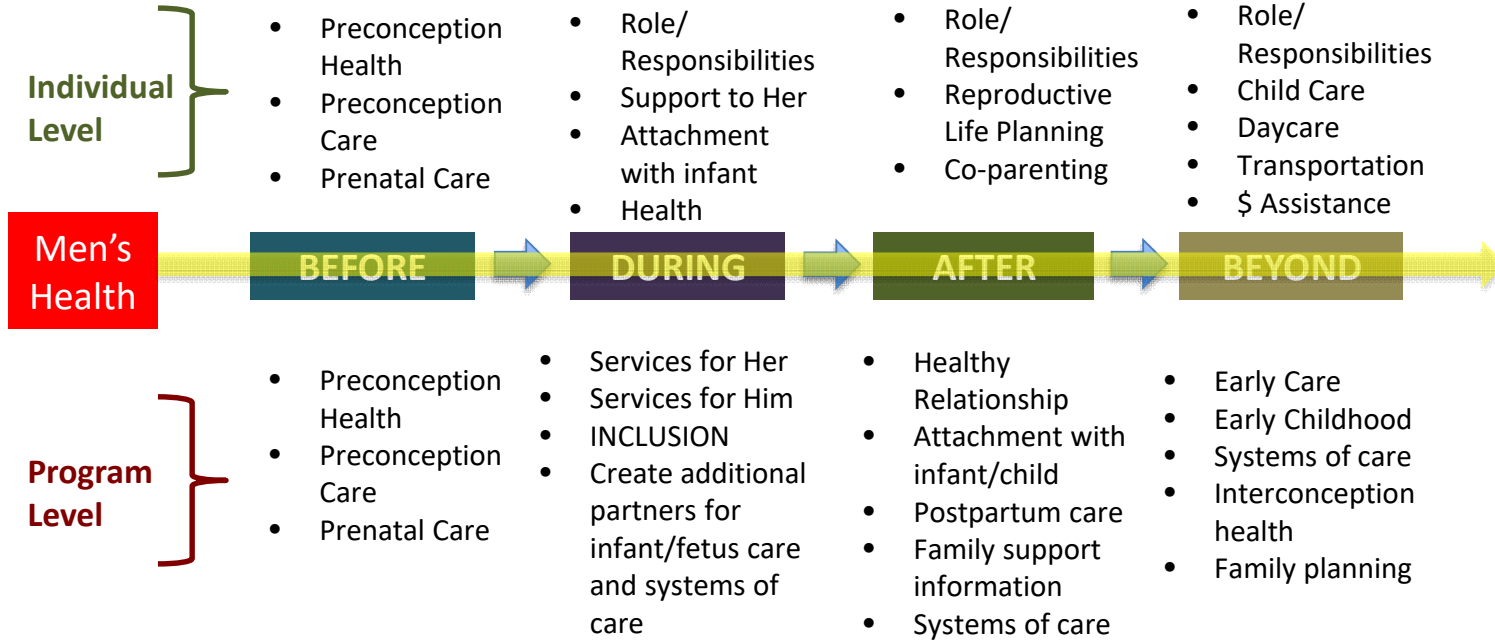 Individual
Level
• Preconception
Health
• Preconception
Care
• Prenatal Care
• Role/
Responsibilities
• Support to Her
• Attachment
with infant
• Health
• Role/
Responsibilities
• Reproductive
Life Planning
• Co-parenting
• Role/
Responsibilities
• Child Care
• Daycare
• Transportation
• $ Assistance
Men's
Health
BEFORE
DURING
AFTER
BEYOND
Program
Level
• Preconception
Health
• Preconception
Care
• Prenatal Care
• Services for Her
• Services for Him
• INCLUSION
• Create additional
partners for
infant/fetus care
and systems of
care
• Healthy
Relationship
• Attachment with
infant/child
• Postpartum care
• Family support
information
• Systems of care
• Early Care
• Early Childhood
• Systems of care
• Interconception
health
• Family planning